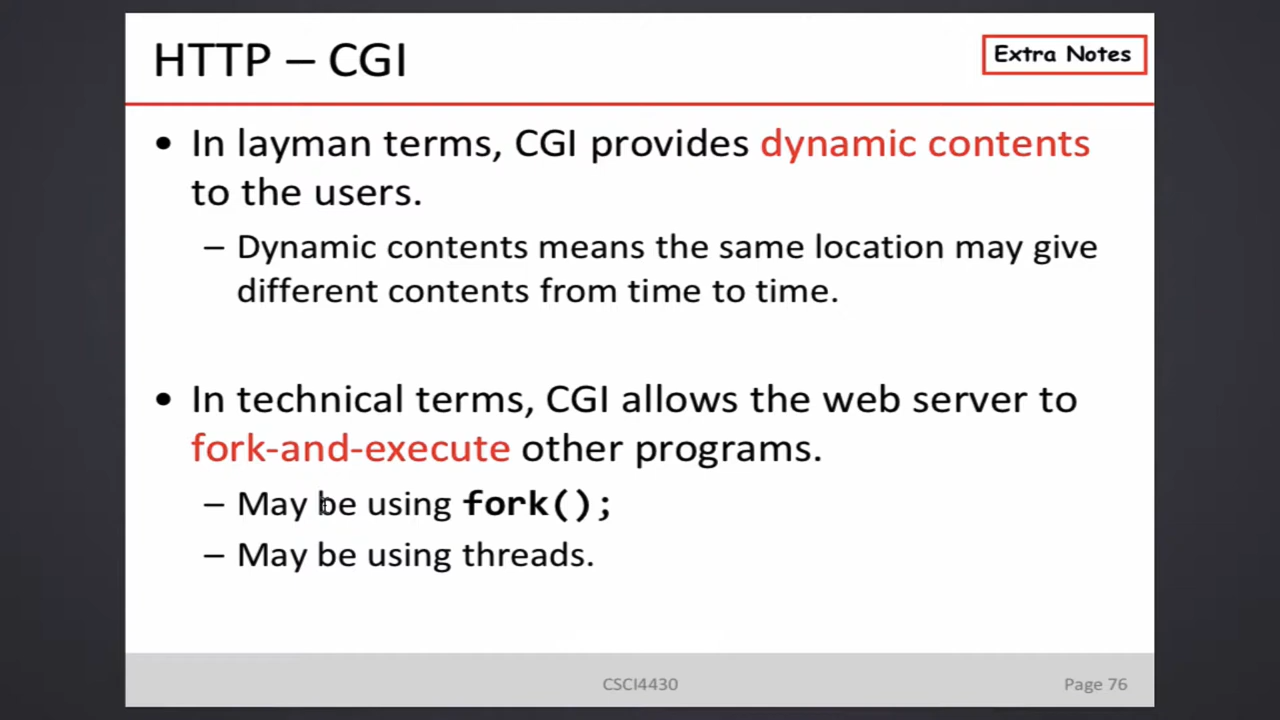 HTTP – CGI
Extra Notes
• In layman terms, CGI provides dynamic contents
to the users.
– Dynamic contents means the same location may give
different contents from time to time.
• In technical terms, CGI allows the web server to
fork-and-execute other programs.
– May be using fork();
– May be using threads.
CSCI4430
Page 76